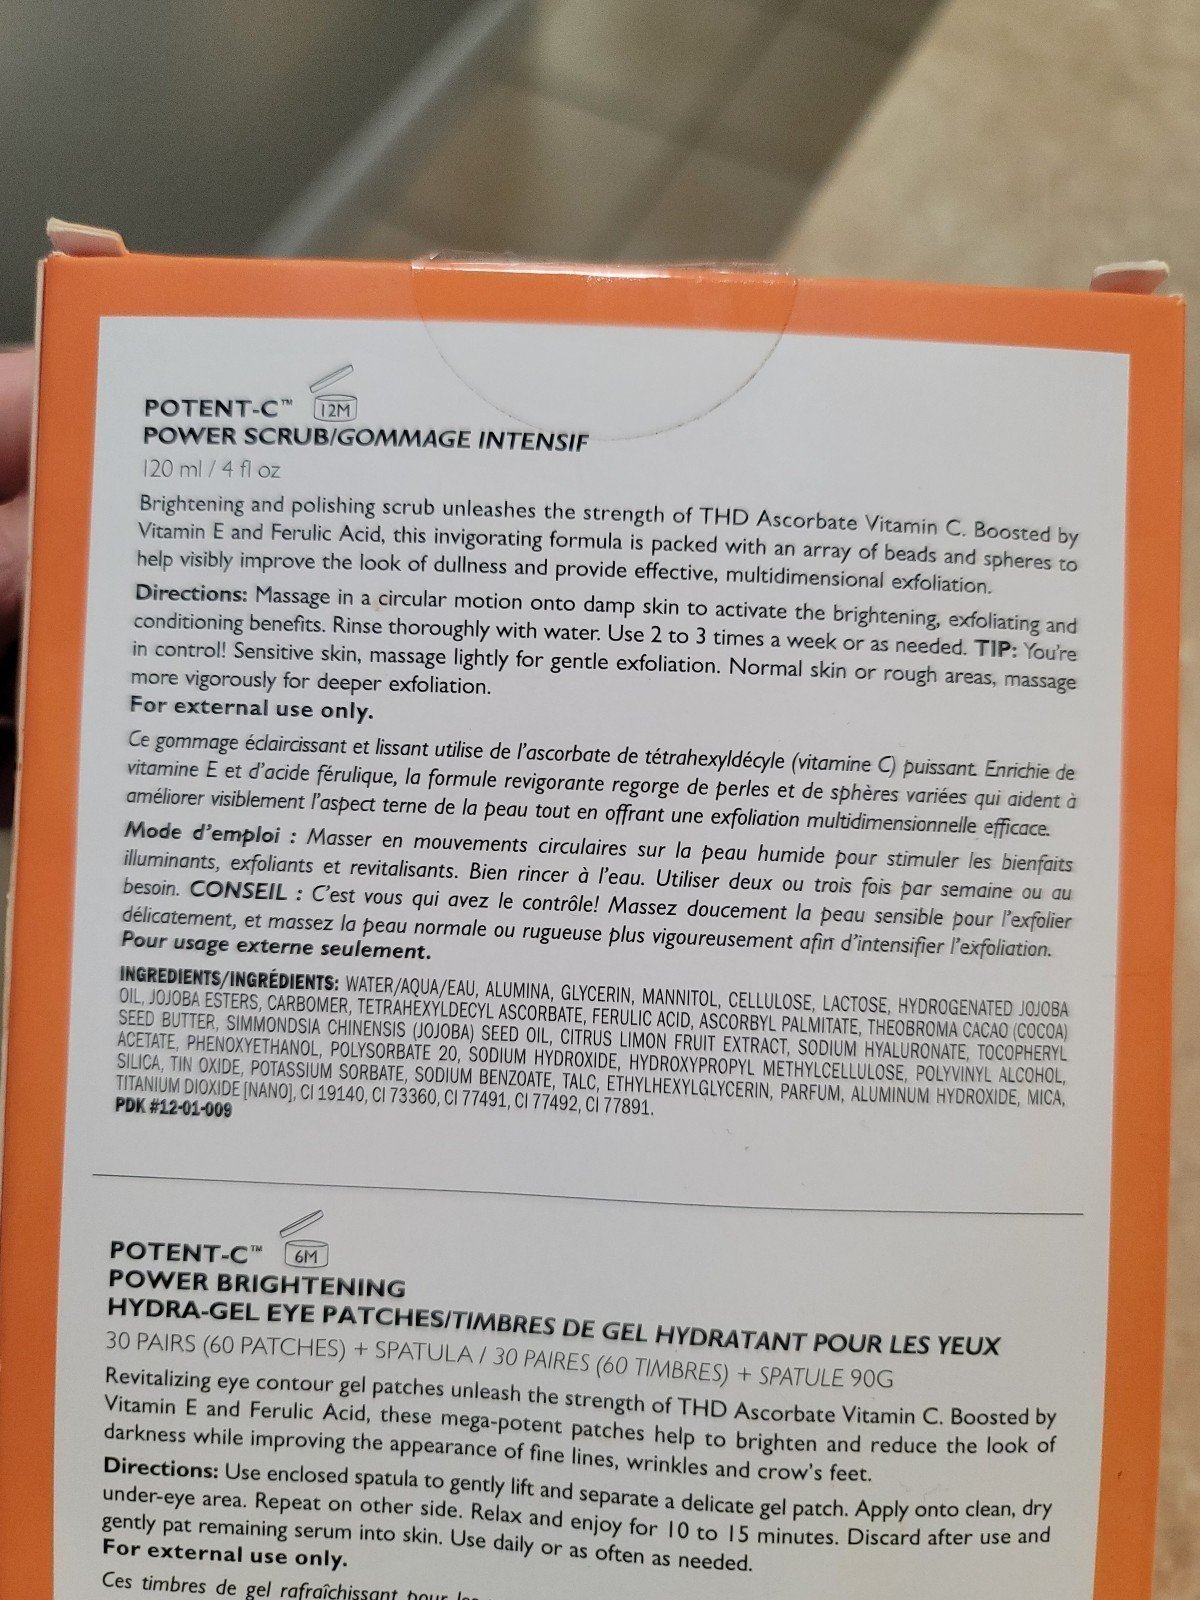 POTENT-C™ 12M
POWER SCRUB/GOMMAGE INTENSIF
120 ml / 4 fl oz
Brightening and polishing scrub unleashes the strength of THD Ascorbate Vitamin C. Boosted by
Vitamin E and Ferulic Acid, this invigorating formula is packed with an array of beads and spheres to
help visibly improve the look of dullness and provide effective, multidimensional exfoliation.
Directions: Massage in a circular motion onto damp skin to activate the brightening, exfoliating and
conditioning benefits. Rinse thoroughly with water. Use 2 to 3 times a week or as needed. TIP: You're
in control! Sensitive skin, massage lightly for gentle exfoliation. Normal skin or rough areas, massage
more vigorously for deeper exfoliation.
For external use only.
Ce gommage éclaircissant et lissant utilise de l'ascorbate de tétrahexyldécyle (vitamine C) puissant. Enrichie de
vitamine E et d'acide férulique, la formule revigorante regorge de perles et de sphères variées qui aident à
améliorer visiblement l'aspect terne de la peau tout en offrant une exfoliation multidimensionnelle efficace.
Mode d'emploi : Masser en mouvements circulaires sur la peau humide pour stimuler les bienfaits
illuminants, exfoliants et revitalisants. Bien rincer à l'eau. Utiliser deux ou trois fois par semaine ou au
besoin. CONSEIL : C'est vous qui avez le contrôle! Massez doucement la peau sensible pour l'exfolier
délicatement, et massez la peau normale ou rugueuse plus vigoureusement afin d'intensifier l'exfoliation.
Pour usage externe seulement.
INGREDIENTS/INGRÉDIENTS: WATER/AQUA/EAU, ALUMINA, GLYCERIN, MANNITOL, CELLULOSE, LACTOSE, HYDROGENATED JOJOBA
OIL, JOJOBA ESTERS, CARBOMER, TETRAHEXYLDECYL ASCORBATE, FERULIC ACID, ASCORBYL PALMITATE, THEOBROMA CACAO (COCOA)
SEED BUTTER, SIMMONDSIA CHINENSIS (JOJOBA) SEED OIL, CITRUS LIMON FRUIT EXTRACT, SODIUM HYALURONATE, TOCOPHERYL
ACETATE, PHENOXYETHANOL, POLYSORBATE 20, SODIUM HYDROXIDE, HYDROXYPROPYL METHYLCELLULOSE, POLYVINYL ALCOHOL,
SILICA, TIN OXIDE, POTASSIUM SORBATE, SODIUM BENZOATE, TALC, ETHYLHEXYLGLYCERIN, PARFUM, ALUMINUM HYDROXIDE, MICA,
TITANIUM DIOXIDE [NANO], CI 19140, CI 73360, CI 77491, CI 77492, CI 77891.
PDK #12-01-009
POTENT-C™ 6M
POWER BRIGHTENING
HYDRA-GEL EYE PATCHES/TIMBRES DE GEL HYDRATANT POUR LES YEUX
30 PAIRS (60 PATCHES) + SPATULA / 30 PAIRES (60 TIMBRES) + SPATULE 90G
Revitalizing eye contour gel patches unleash the strength of THD Ascorbate Vitamin C. Boosted by
Vitamin E and Ferulic Acid, these mega-potent patches help to brighten and reduce the look of
darkness while improving the appearance of fine lines, wrinkles and crow's feet.
Directions: Use enclosed spatula to gently lift and separate a delicate gel patch. Apply onto clean, dry
under-eye area. Repeat on other side. Relax and enjoy for 10 to 15 minutes. Discard after use and
gently pat remaining serum into skin. Use daily or as often as needed.
For external use only.
Ces timbres de gel rafraîchissant pour